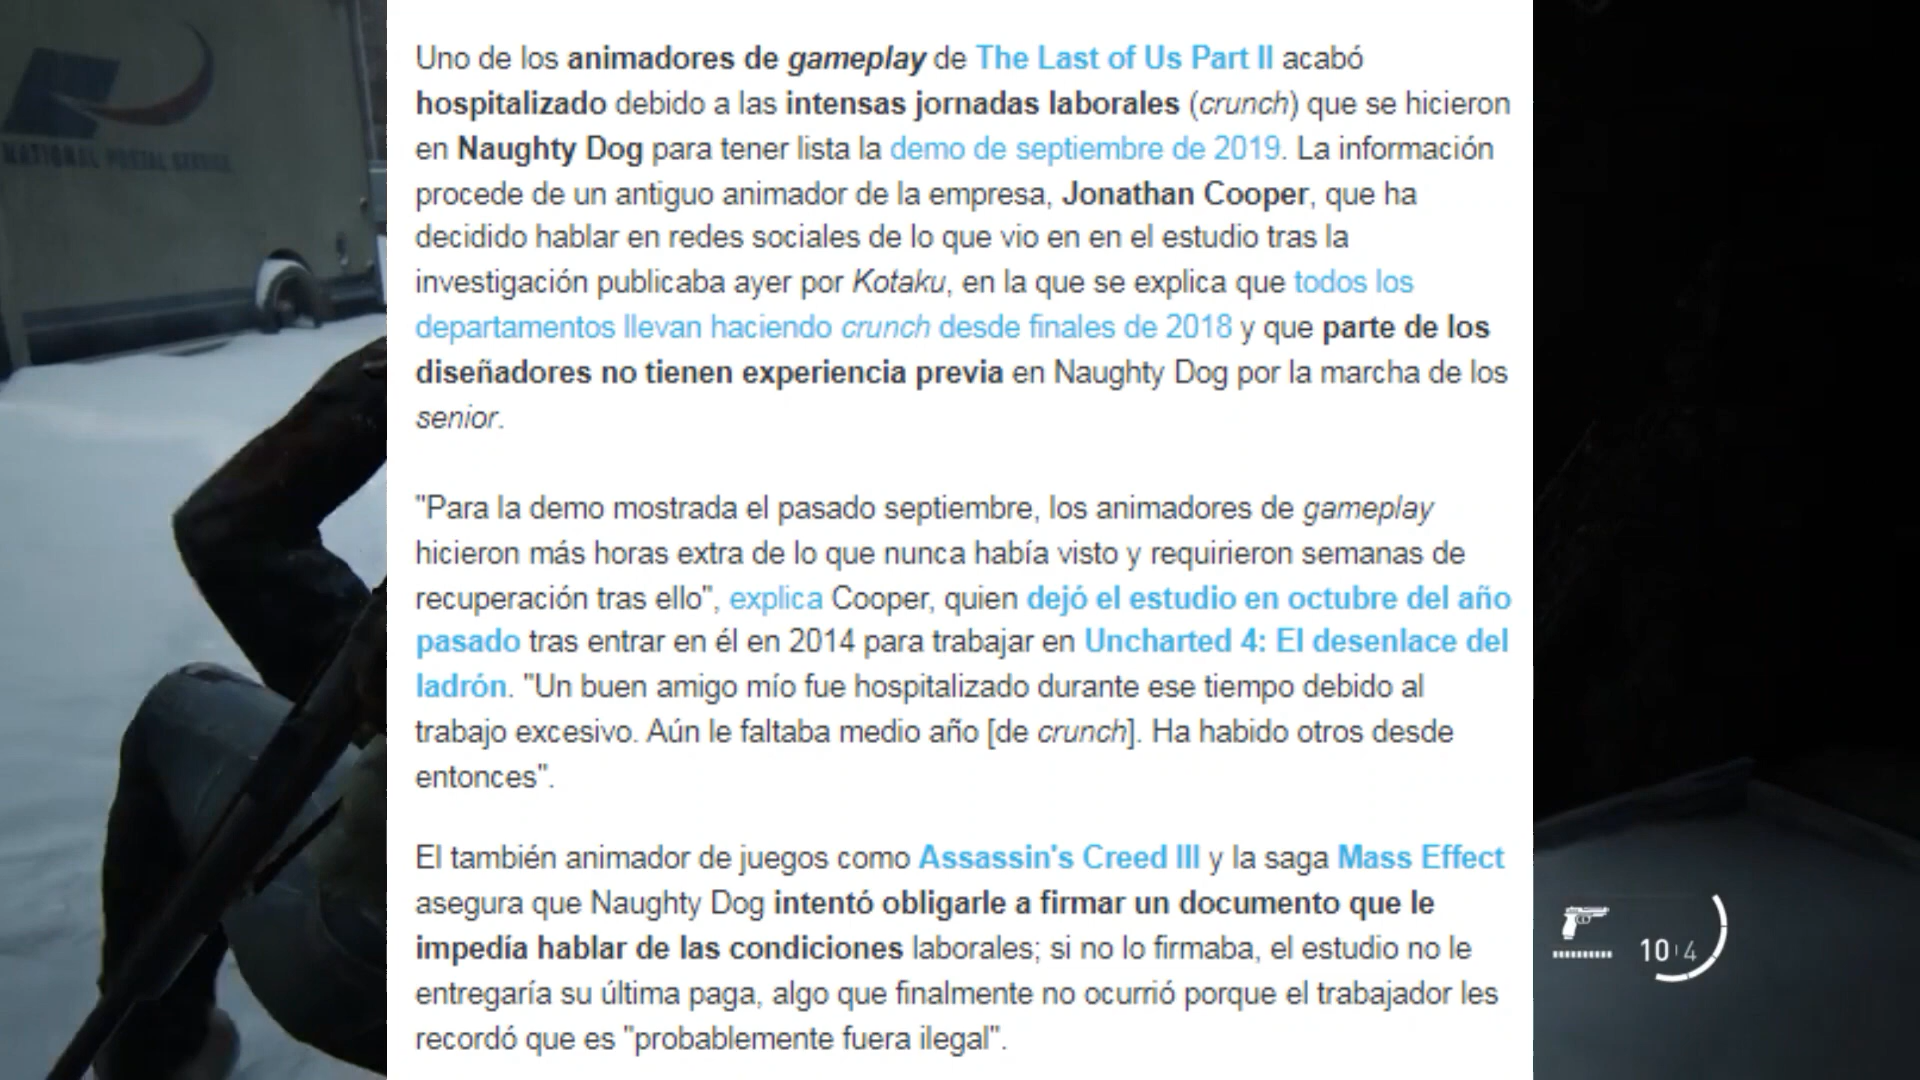 NATIONAL POSTAL SERVICE
Uno de los animadores de gameplay de The Last of Us Part II acabó
hospitalizado debido a las intensas jornadas laborales (crunch) que se hicieron
en Naughty Dog para tener lista la demo de septiembre de 2019. La información
procede de un antiguo animador de la empresa, Jonathan Cooper, que ha
decidido hablar en redes sociales de lo que vio en en el estudio tras la
investigación publicaba ayer por Kotaku, en la que se explica que todos los
departamentos llevan haciendo crunch desde finales de 2018 y que parte de los
diseñadores no tienen experiencia previa en Naughty Dog por la marcha de los
senior.
"Para la demo mostrada el pasado septiembre, los animadores de gameplay
hicieron más horas extra de lo que nunca había visto y requirieron semanas de
recuperación tras ello", explica Cooper, quien dejó el estudio en octubre del año
pasado tras entrar en él en 2014 para trabajar en Uncharted 4: El desenlace del
ladrón. "Un buen amigo mío fue hospitalizado durante ese tiempo debido al
trabajo excesivo. Aún le faltaba medio año [de crunch]. Ha habido otros desde
entonces".
El también animador de juegos como Assassin's Creed III y la saga Mass Effect
asegura que Naughty Dog intentó obligarle a firmar un documento que le
impedía hablar de las condiciones laborales; si no lo firmaba, el estudio no le
entregaría su última paga, algo que finalmente no ocurrió porque el trabajador les
recordó que es "probablemente fuera ilegal".
10 4